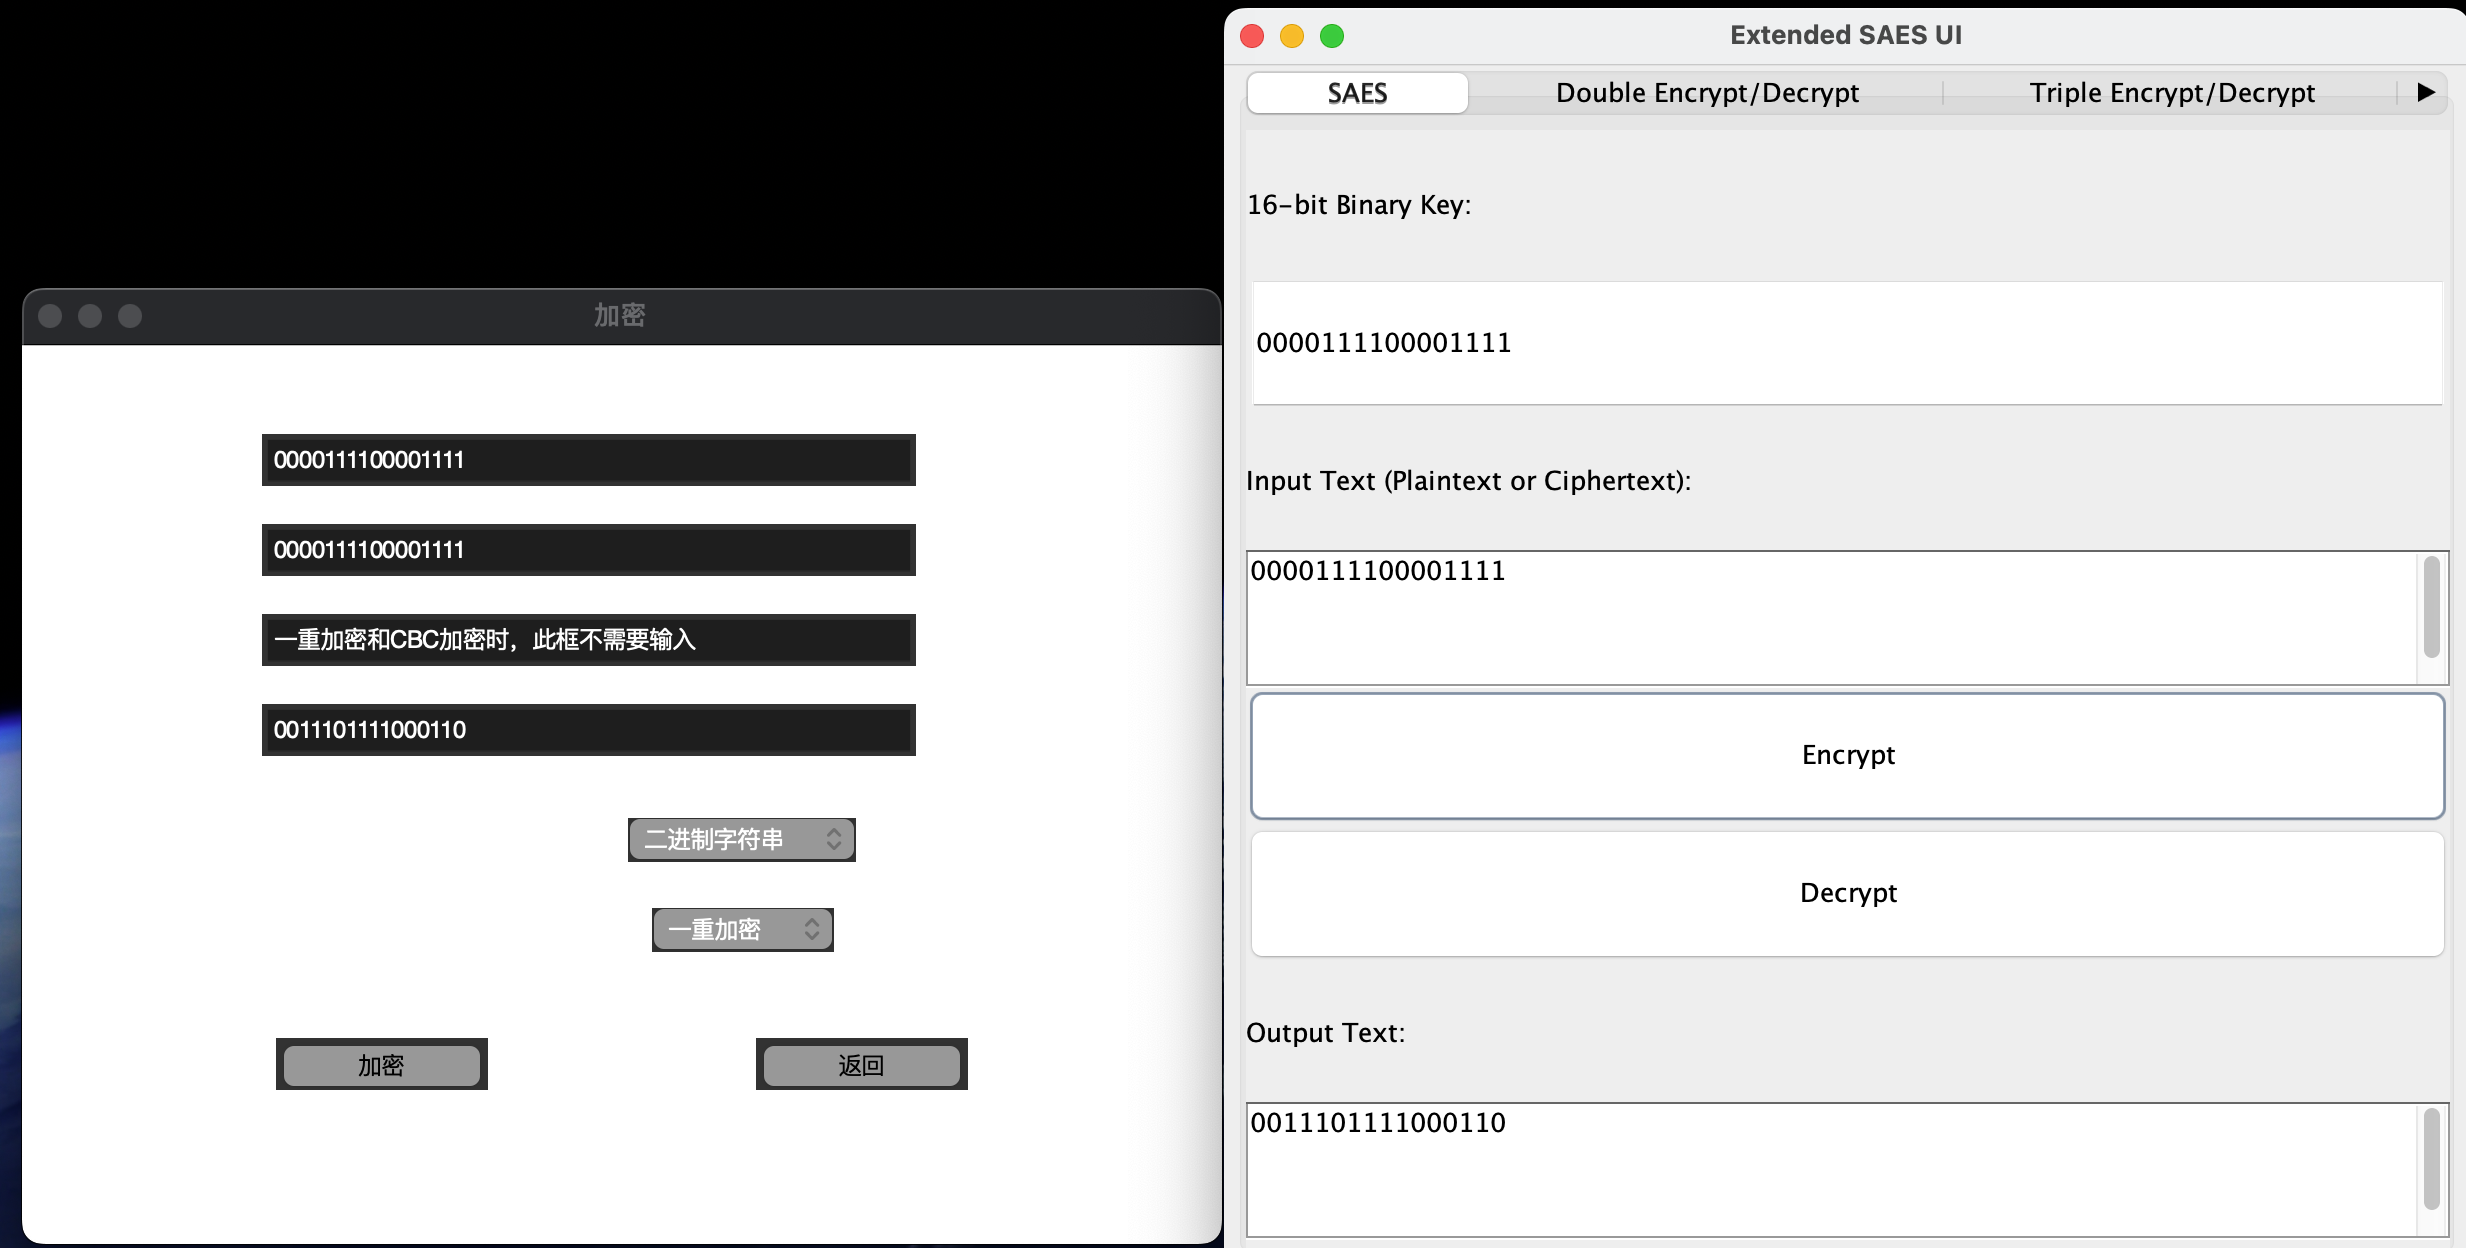 加密
0000111100001111
0000111100001111
一重加密和CBC加密时，此框不需要输入
0011101111000110
二进制字符串
一重加密
加密
返回
Extended SAES UI
SAES
Double Encrypt/Decrypt
Triple Encrypt/Decrypt
16-bit Binary Key:
0000111100001111
Input Text (Plaintext or Ciphertext):
0000111100001111
Encrypt
Decrypt
Output Text:
0011101111000110